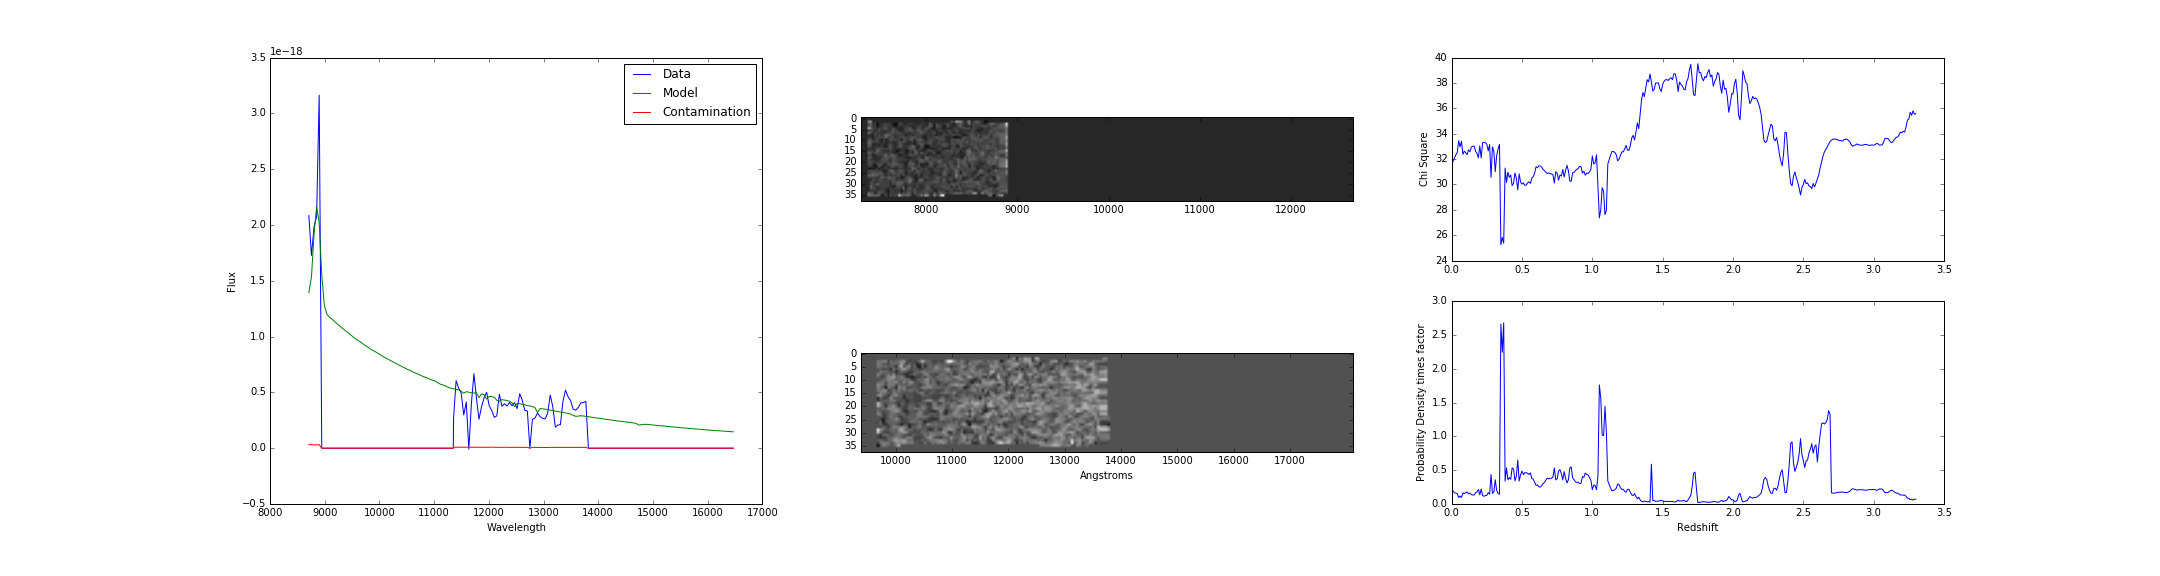 1e−18
3.5
3.0
2.5
2.0
1.5
1.0
0.5
0.0
−0.5
Flux
8000 9000 10000 11000 12000 13000 14000 15000 16000 17000
Wavelength
Data
Model
Contamination
0
5
10
15
20
25
30
35
8000 9000 10000 11000 12000
0
5
10
15
20
25
30
35
10000 11000 12000 13000 14000 15000 16000 17000
Angstroms
40
38
36
34
32
30
28
26
24
Chi Square
0.0 0.5 1.0 1.5 2.0 2.5 3.0 3.5
3.0
2.5
2.0
1.5
1.0
0.5
0.0
Probability Density times factor
0.0 0.5 1.0 1.5 2.0 2.5 3.0 3.5
Redshift